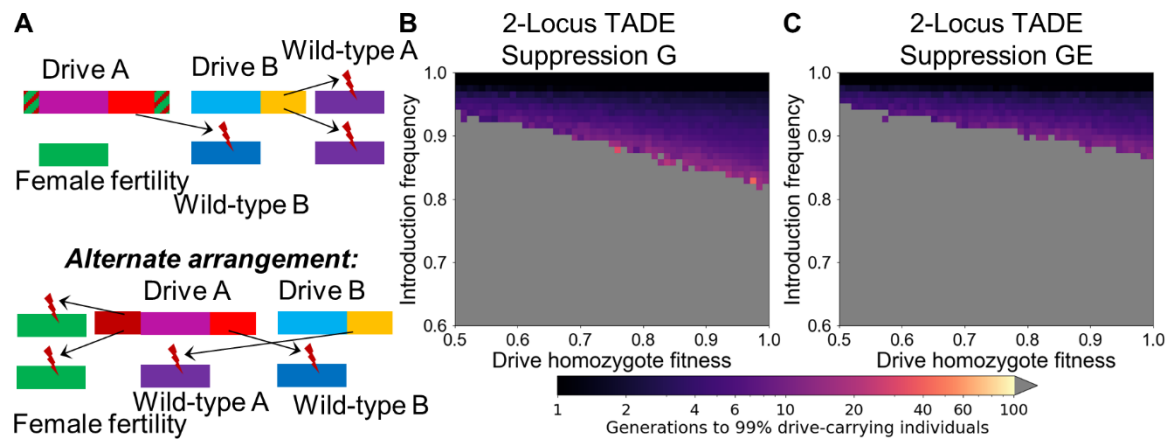 A
Drive A
Drive B
Wild-type A
Female fertility
Wild-type B
Alternate arrangement:
Drive A
Drive B
Wild-type A
Wild-type B
Female fertility
B
2-Locus TADE
Suppression G
Introduction frequency
1.0
0.9
0.8
0.7
0.6
0.5
0.6
0.7
0.8
0.9
1.0
Drive homozygote fitness
C
2-Locus TADE
Suppression GE
Introduction frequency
1.0
0.9
0.8
0.7
0.6
0.5
0.6
0.7
0.8
0.9
1.0
Drive homozygote fitness
1
2
4
6
10
20
40
60
100
Generations to 99% drive-carrying individuals